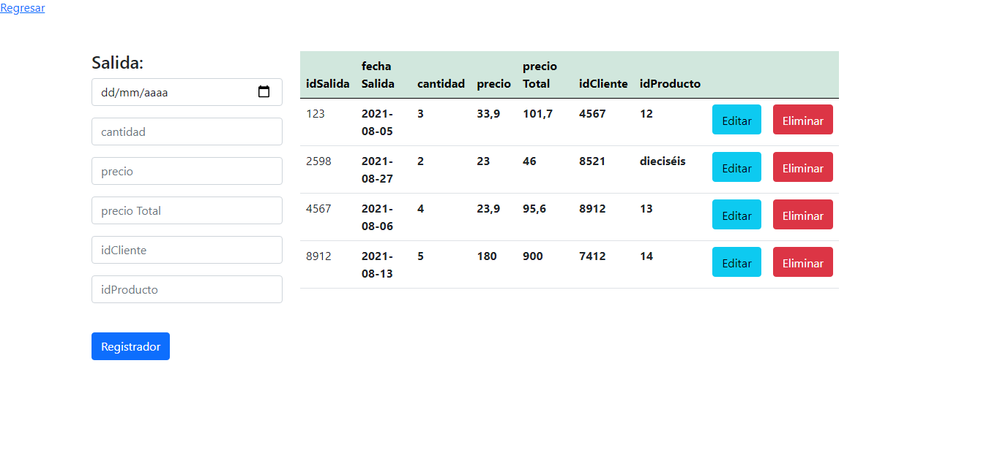 Regresar
Salida:
dd/mm/aaaa
cantidad
precio
precio Total
idCliente
idProducto
Registrador
idSalida fecha Salida cantidad precio precio Total idCliente idProducto
123 2021-08-05 3 33,9 101,7 4567 12 Editar Eliminar
2598 2021-08-27 2 23 46 8521 dieciséis Editar Eliminar
4567 2021-08-06 4 23,9 95,6 8912 13 Editar Eliminar
8912 2021-08-13 5 180 900 7412 14 Editar Eliminar